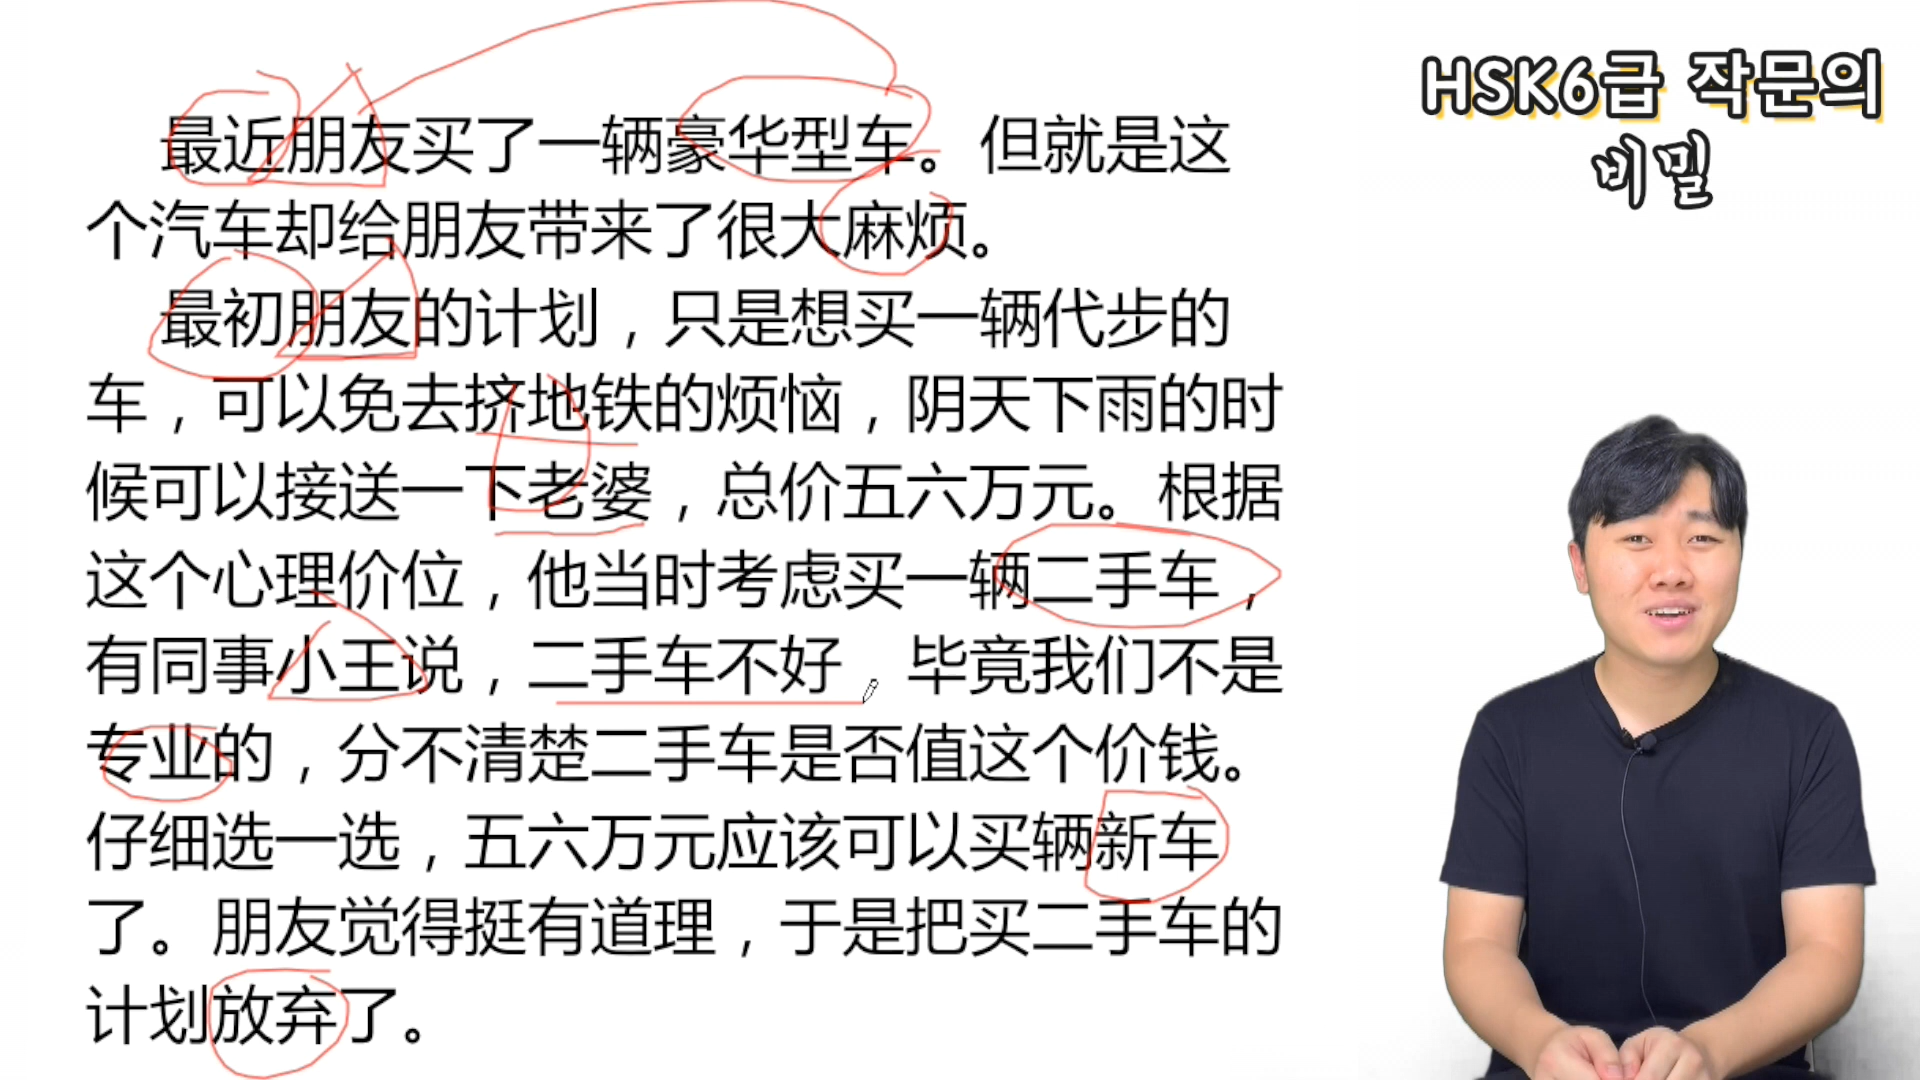 最近朋友买了一辆豪华型车。但就是这
个汽车却给朋友带来了很大麻烦。
最初朋友的计划，只是想买一辆代步的
车，可以免去挤地铁的烦恼，阴天下雨的时
候可以接送一下老婆，总价五六万元。根据
这个心理价位，他当时考虑买一辆二手车，
有同事小王说，二手车不好，毕竟我们不是
专业的，分不清楚二手车是否值这个价钱。
仔细选一选，五六万元应该可以买辆新车
了。朋友觉得挺有道理，于是把买二手车的
计划放弃了。
HSK6급 작문의
비밀